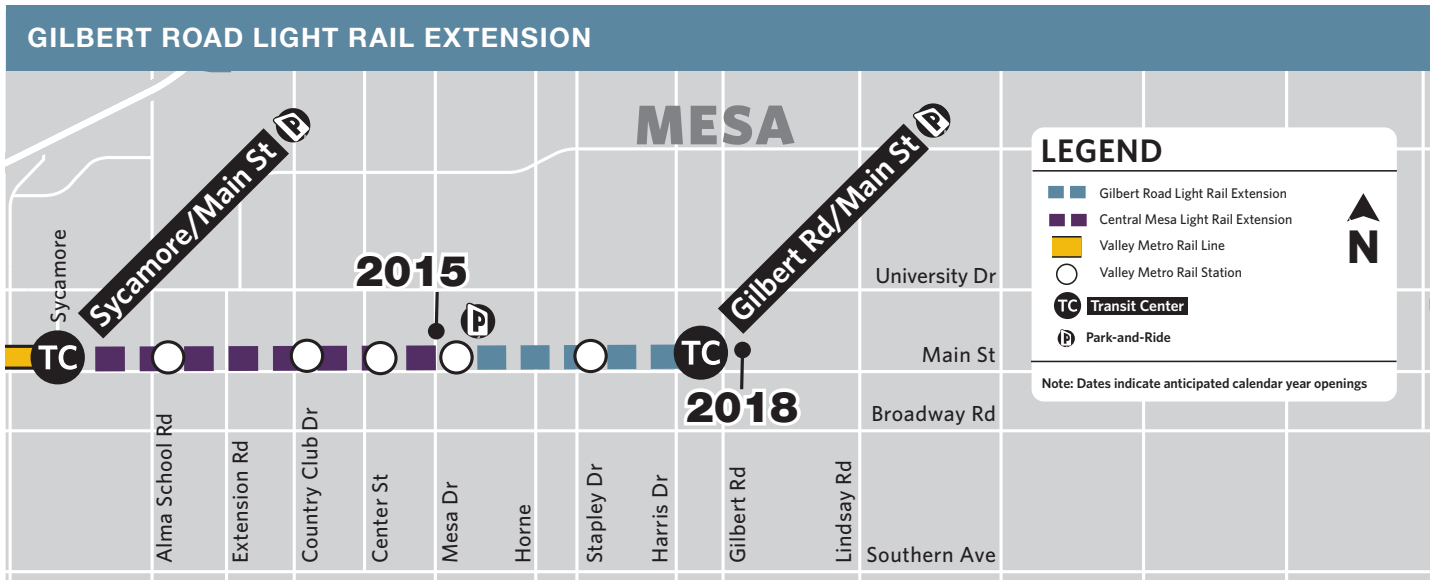 GILBERT ROAD LIGHT RAIL EXTENSION
MESA
Sycamore/Main St
P
Gilbert Rd/Main St
P
LEGEND
Gilbert Road Light Rail Extension
Central Mesa Light Rail Extension
Valley Metro Rail Line
Valley Metro Rail Station
TC Transit Center
P Park-and-Ride
N
Note: Dates indicate anticipated calendar year openings
Sycamore
2015
P
University Dr
TC
TC
Main St
2018
Broadway Rd
Alma School Rd
Extension Rd
Country Club Dr
Center St
Mesa Dr
Horne
Stapley Dr
Harris Dr
Gilbert Rd
Lindsay Rd
Southern Ave